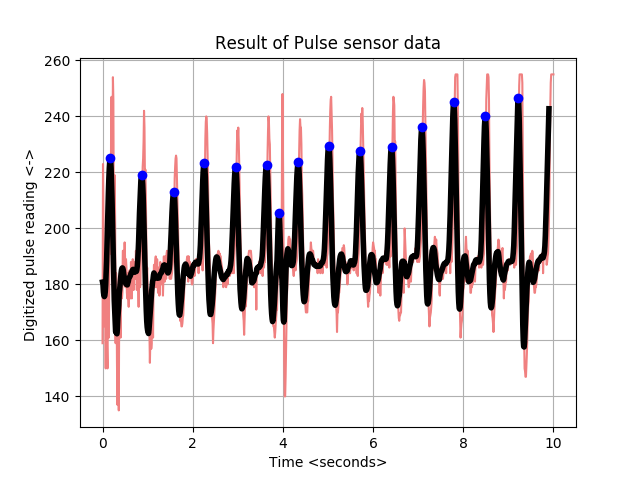 Result of Pulse sensor data
260
240
220
200
180
160
140
Digitized pulse reading <->
0 2 4 6 8 10
Time <seconds>